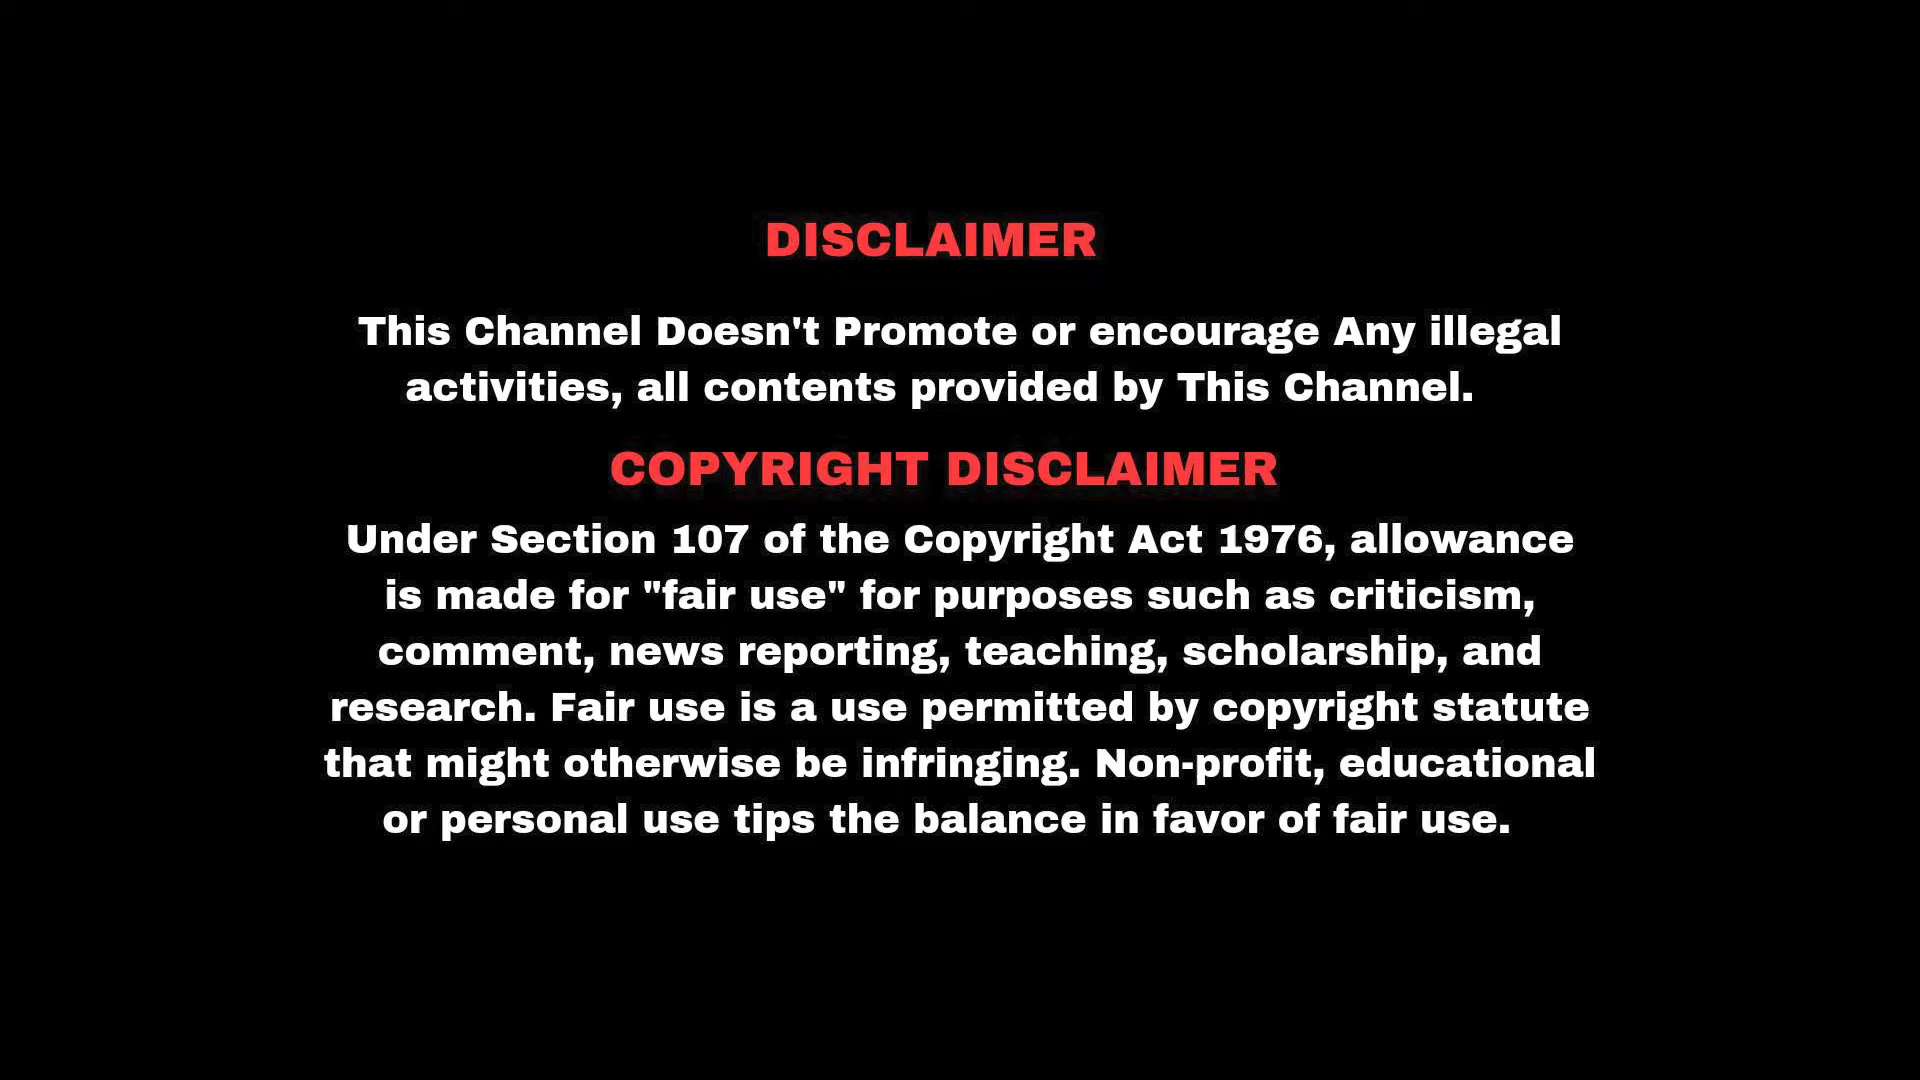 DISCLAIMER
This Channel Doesn't Promote or encourage Any illegal
activities, all contents provided by This Channel.
COPYRIGHT DISCLAIMER
Under Section 107 of the Copyright Act 1976, allowance
is made for "fair use" for purposes such as criticism,
comment, news reporting, teaching, scholarship, and
research. Fair use is a use permitted by copyright statute
that might otherwise be infringing. Non-profit, educational
or personal use tips the balance in favor of fair use.